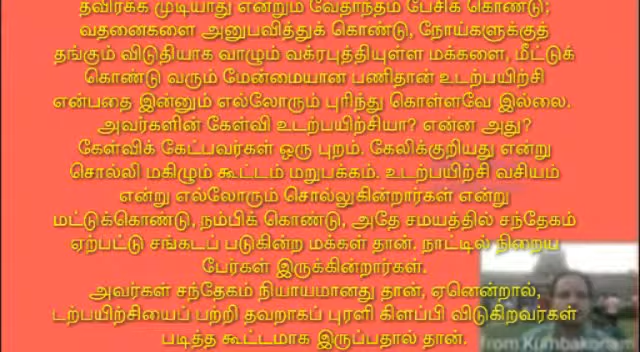 தவிர்க்க முடியாது என்றும் வேதாந்தம் பேசிக் கொண்டு;
வதனைகளை அனுபவித்துக் கொண்டு, நோய்களுக்குத்
தங்கும் விடுதியாக வாழும் வக்ரபுத்தியுள்ள மக்களை, மீட்டுக்
கொண்டு வரும் மேன்மையான பணிதான் உடற்பயிற்சி
என்பதை இன்னும் எல்லோரும் புரிந்து கொள்ளவே இல்லை.
அவர்களின் கேள்வி உடற்பயிற்சியா? என்ன அது?
கேள்விக் கேட்பவர்கள் ஒரு புறம். கேலிக்குறியது என்று
சொல்லி மகிழும் கூட்டம் மறுபக்கம். உடற்பயிற்சி வசியம்
என்று எல்லோரும் சொல்லுகின்றார்கள் என்று
மட்டுக்கொண்டு, நம்பிக் கொண்டு, அதே சமயத்தில் சந்தேகம்
ஏற்பட்டு சங்கடப் படுகின்ற மக்கள் தான். நாட்டில் நிறைய
பேர்கள் இருக்கின்றார்கள்.
அவர்கள் சந்தேகம் நியாயமானது தான், ஏனென்றால்,
டற்பயிற்சியைப் பற்றி தவறாகப் புரளி கிளப்பி விடுகிறவர்கள்
படித்த கூட்டமாக இருப்பதால் தான்.
from Kumbakonam